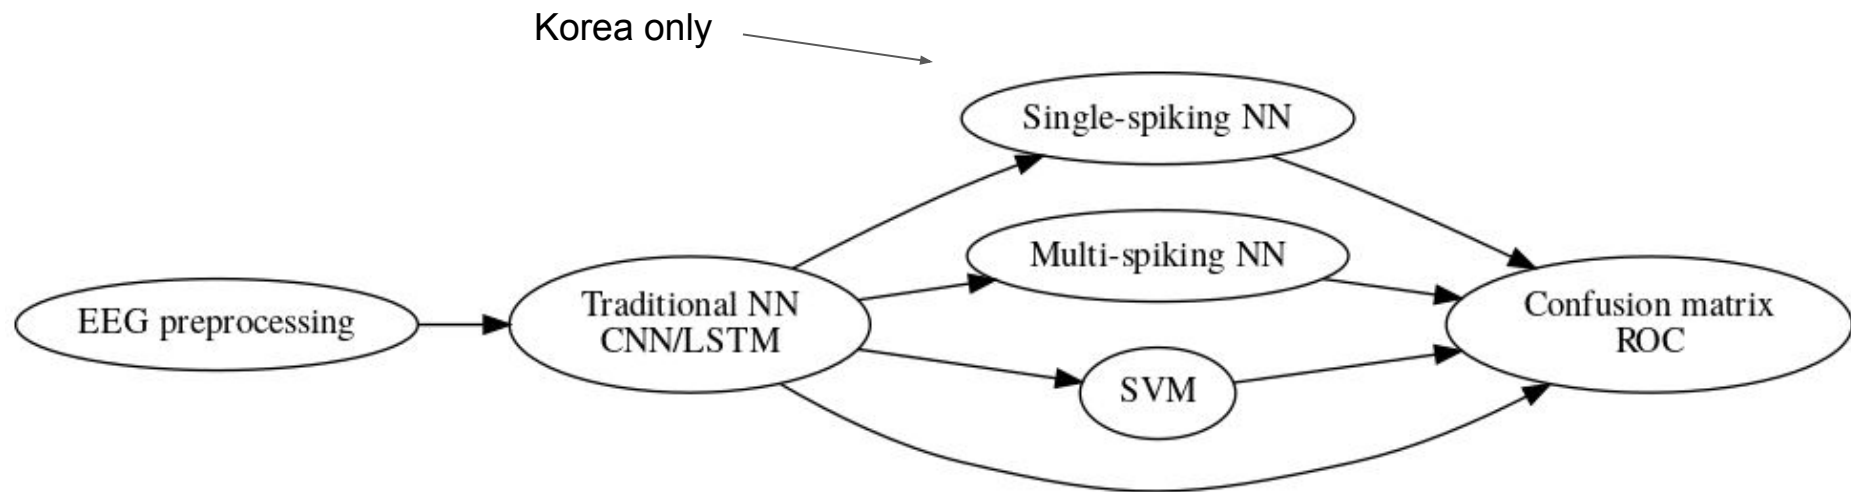 Korea only
Single-spiking NN
Multi-spiking NN
EEG preprocessing
Traditional NN
CNN/LSTM
SVM
Confusion matrix
ROC